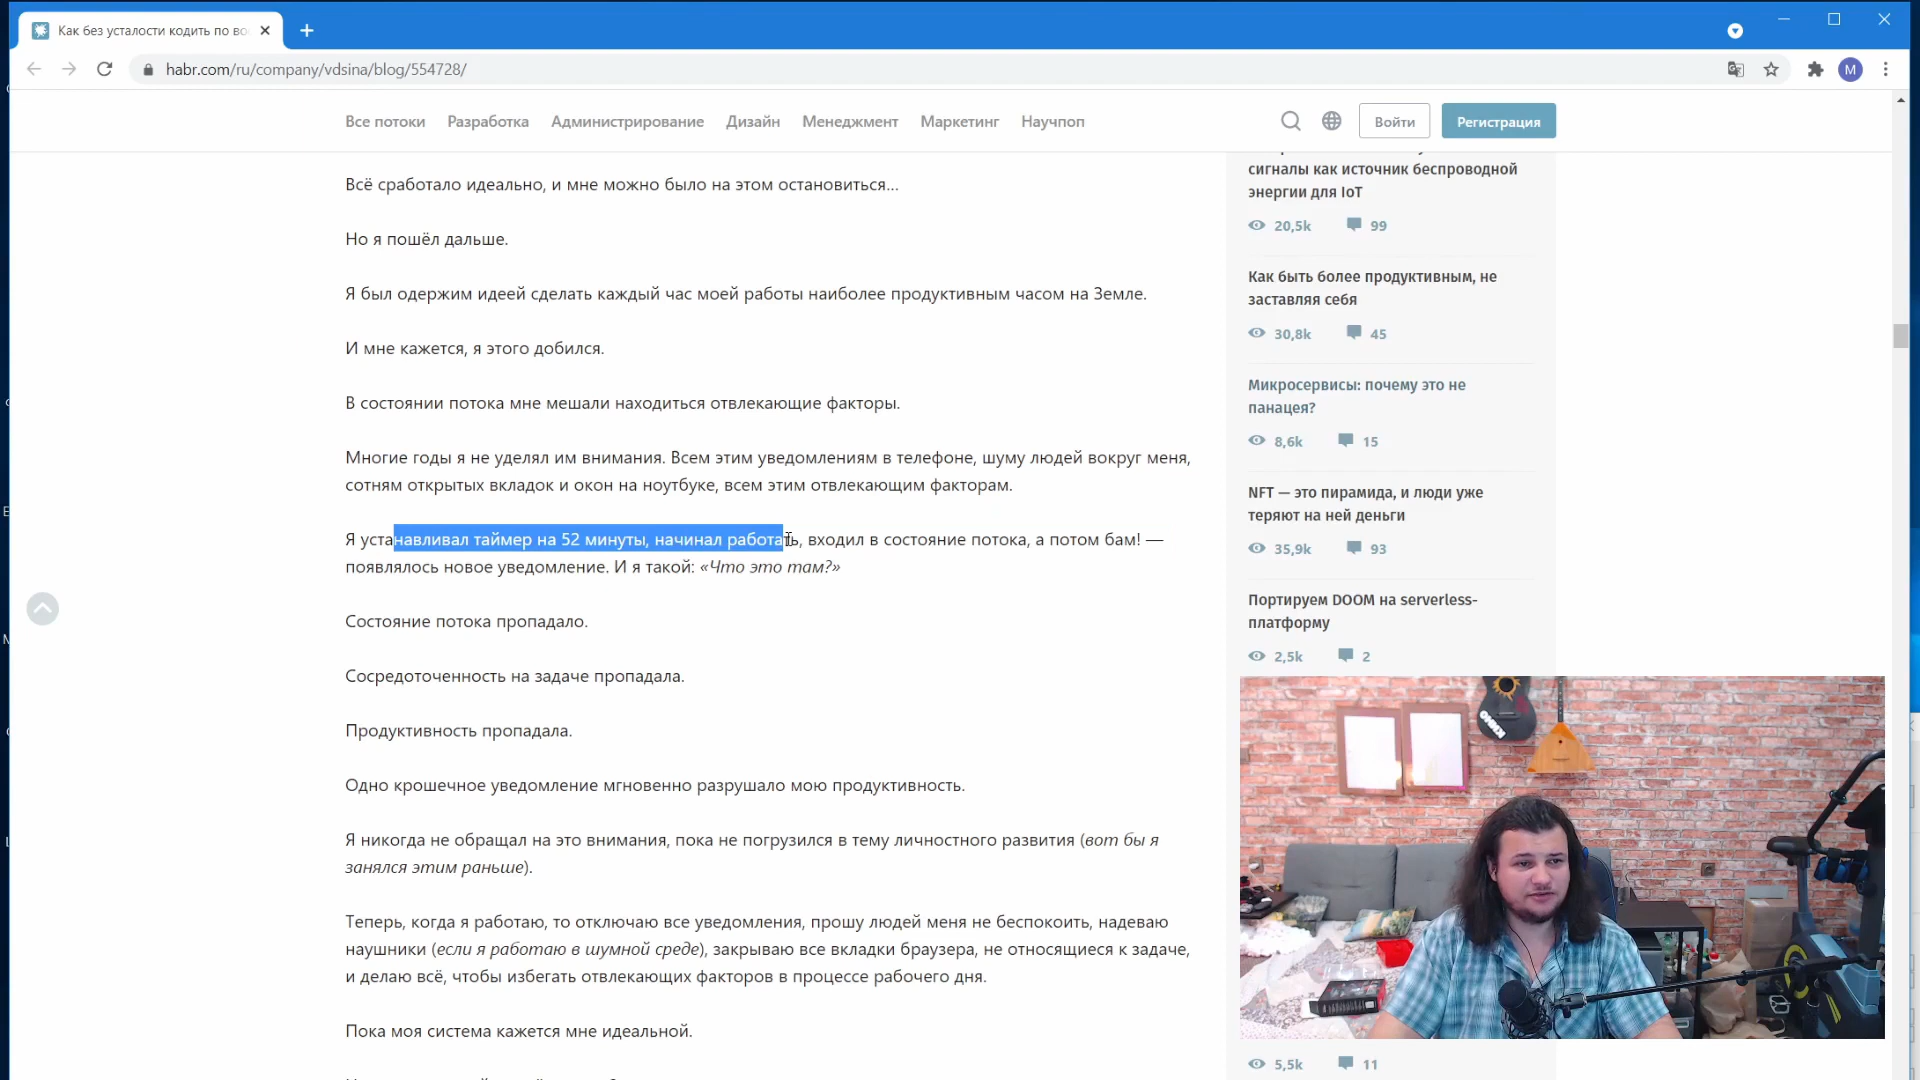 Как без усталости кодить по во
habr.com/ru/company/vdsina/blog/554728/
M
Все потоки Разработка Администрирование Дизайн Менеджмент Маркетинг Научпоп
Войти
Регистрация
Всё сработало идеально, и мне можно было на этом остановиться...
Но я пошёл дальше.
Я был одержим идеей сделать каждый час моей работы наиболее продуктивным часом на Земле.
И мне кажется, я этого добился.
В состоянии потока мне мешали находиться отвлекающие факторы.
Многие годы я не уделял им внимания. Всем этим уведомлениям в телефоне, шуму людей вокруг меня,
сотням открытых вкладок и окон на ноутбуке, всем этим отвлекающим факторам.
Я устанавливал таймер на 52 минуты, начинал работать, входил в состояние потока, а потом бам! —
появлялось новое уведомление. И я такой: «Что это там?»
Состояние потока пропадало.
Сосредоточенность на задаче пропадала.
Продуктивность пропадала.
Одно крошечное уведомление мгновенно разрушало мою продуктивность.
Я никогда не обращал на это внимания, пока не погрузился в тему личностного развития (вот бы я
занялся этим раньше).
Теперь, когда я работаю, то отключаю все уведомления, прошу людей меня не беспокоить, надеваю
наушники (если я работаю в шумной среде), закрываю все вкладки браузера, не относящиеся к задаче,
и делаю всё, чтобы избегать отвлекающих факторов в процессе рабочего дня.
Пока моя система кажется мне идеальной.
сигналы как источник беспроводной
энергии для IoT
20,5k 99
Как быть более продуктивным, не
заставляя себя
30,8k 45
Микросервисы: почему это не
панацея?
8,6k 15
NFT — это пирамида, и люди уже
теряют на ней деньги
35,9k 93
Портируем DOOM на serverless-
платформу
2,5k 2
КИНО
5,5k 11